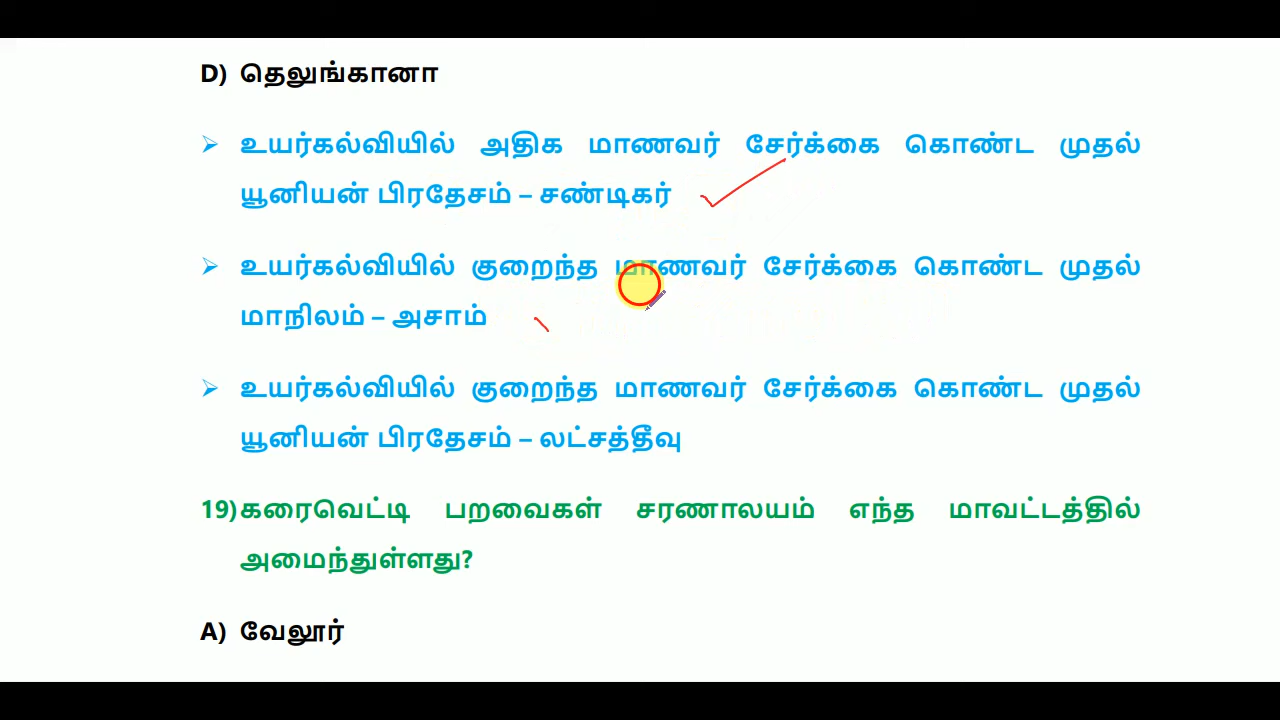 D) தெலுங்கானா
➢ உயர்கல்வியில் அதிக மாணவர் சேர்க்கை கொண்ட முதல்
யூனியன் பிரதேசம் – சண்டிகர்
➢ உயர்கல்வியில் குறைந்த மாணவர் சேர்க்கை கொண்ட முதல்
மாநிலம் – அசாம்
➢ உயர்கல்வியில் குறைந்த மாணவர் சேர்க்கை கொண்ட முதல்
யூனியன் பிரதேசம் – லட்சத்தீவு
19)கரைவெட்டி பறவைகள் சரணாலயம் எந்த மாவட்டத்தில்
அமைந்துள்ளது?
A) வேலூர்